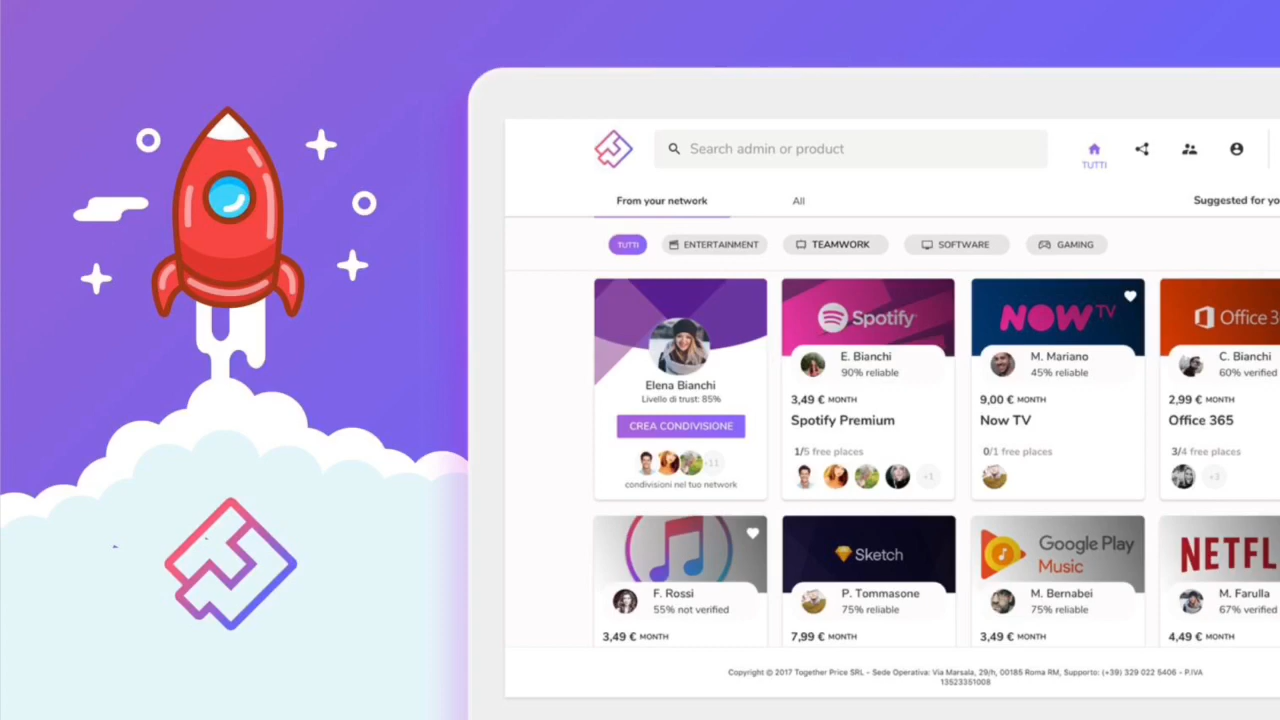 Search admin or product
TUTTI
From your network
All
Suggested for yo
TUTTI
ENTERTAINMENT
TEAMWORK
SOFTWARE
GAMING
Elena Bianchi
Livello di trust: 85%
CREA CONDIVISIONE
+11
condivisioni nel tuo network
Spotify
E. Bianchi
90% reliable
3,49 € MONTH
Spotify Premium
1/5 free places
+1
NOW TV
M. Mariano
45% reliable
9,00 € MONTH
Now TV
0/1 free places
Office 3
C. Bianchi
60% verified
2,99 € MONTH
Office 365
3/4 free places
+3
F. Rossi
55% not verified
3,49 € MONTH
Sketch
P. Tommasone
75% reliable
7,99 € MONTH
Google Play
Music
M. Bernabei
75% reliable
3,49 € MONTH
NETFL
M. Farulla
67% verified
4,49 € MONTH
Copyright © 2017 Together Price SRL - Sede Operativa: Via Marsala, 29/h, 00185 Roma RM, Supporto: (+39) 329 022 5406 - P.IVA
13523351008